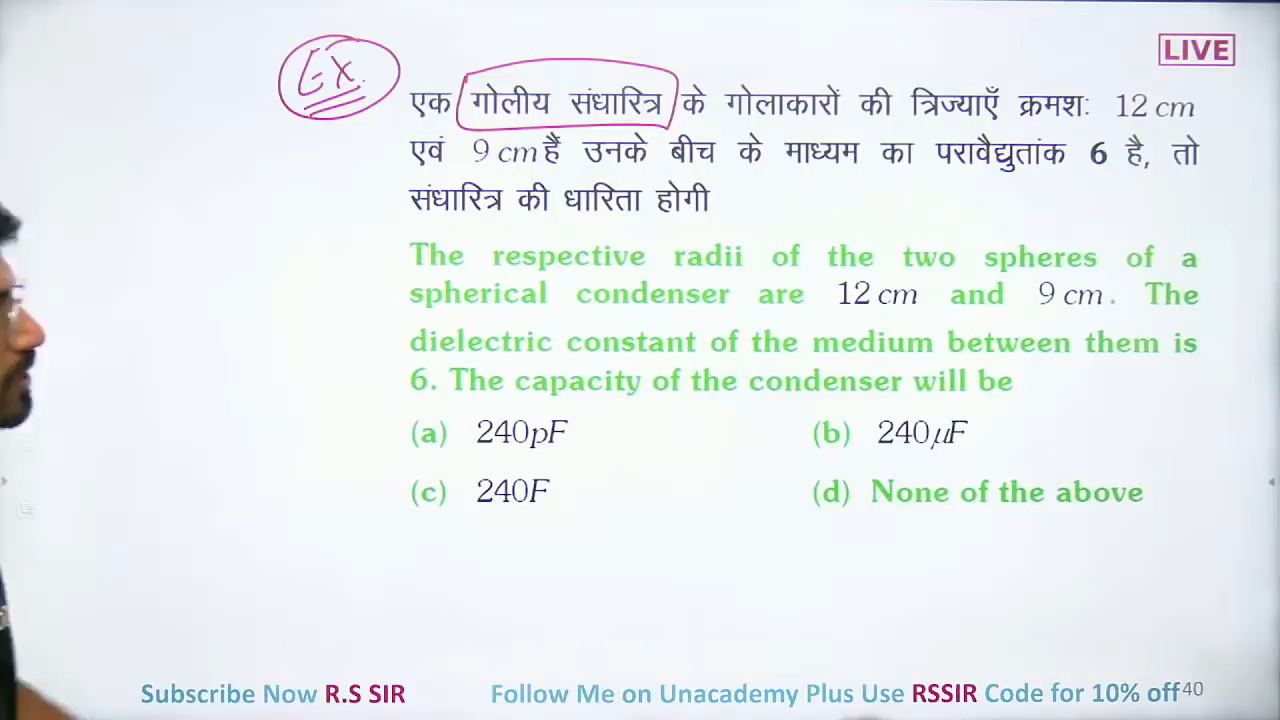 LIVE
Ex.
एक गोलीय संधारित्र के गोलाकारों की त्रिज्याएँ क्रमशः 12 cm
एवं 9 cm हैं उनके बीच के माध्यम का परावैद्युतांक 6 है, तो
संधारित्र की धारिता होगी
The respective radii of the two spheres of a
spherical condenser are 12 cm and 9 cm. The
dielectric constant of the medium between them is
6. The capacity of the condenser will be
(a) 240pF (b) 240μF
(c) 240F (d) None of the above
Subscribe Now R.S SIR Follow Me on Unacademy Plus Use RSSIR Code for 10% off 40